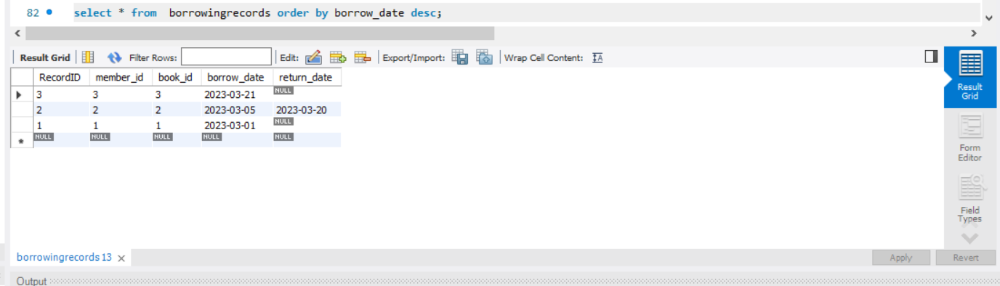 82 select * from borrowingrecords order by borrow_date desc;
Result Grid Filter Rows: Edit: Export/Import: Wrap Cell Content: IA
RecordID member_id book_id borrow_date return_date
3 3 3 2023-03-21 NULL
2 2 2 2023-03-05 2023-03-20
1 1 1 2023-03-01 NULL
NULL NULL NULL NULL NULL
Result
Grid
Form
Editor
Field
Types
borrowingrecords 13
Apply Revert
Output